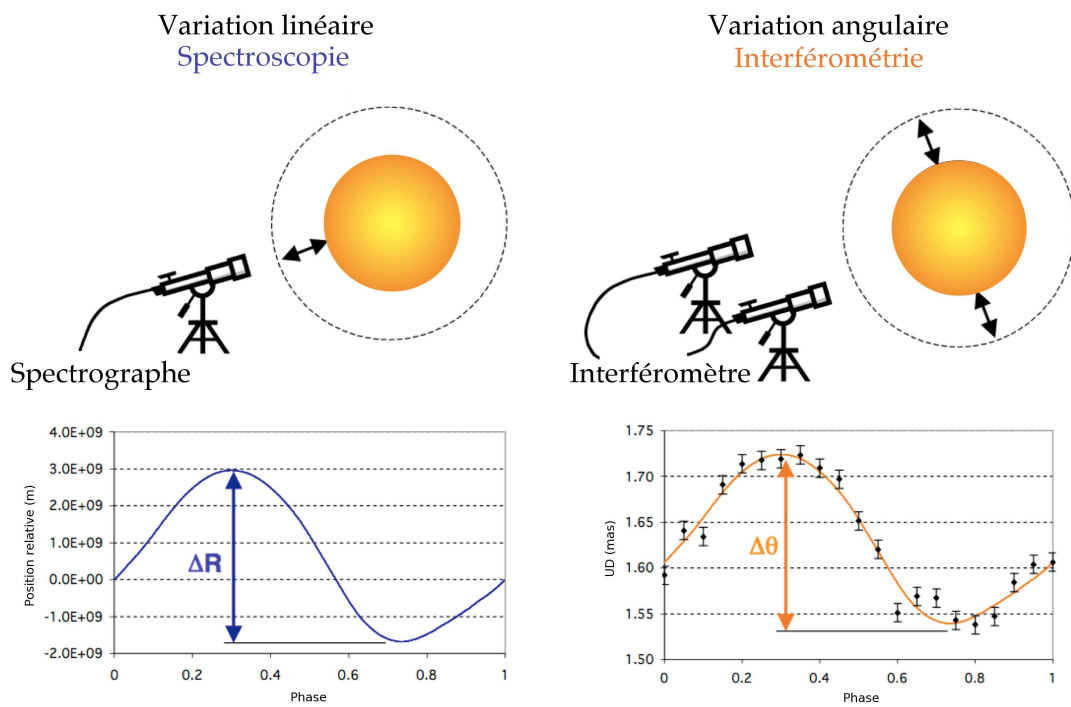 Variation linéaire
Spectroscopie
Spectrographe
Position relative (m)
4.0E+09
3.0E+09
2.0E+09
1.0E+09
0.0E+00
-1.0E+09
-2.0E+09
ΔR
0 0.2 0.4 0.6 0.8 1
Phase
Variation angulaire
Interférométrie
Interféromètre
UD (mas)
1.75
1.70
1.65
1.60
1.55
1.50
Δθ
0 0.2 0.4 0.6 0.8 1
Phase